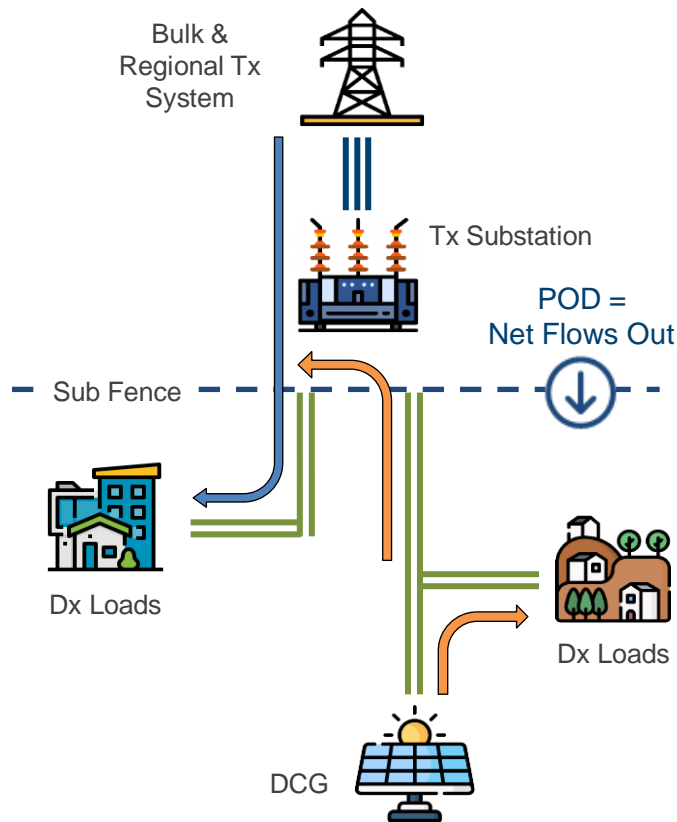 Bulk &
Regional Tx
System
Tx Substation
POD =
Net Flows Out
Sub Fence
Dx Loads
Dx Loads
DCG